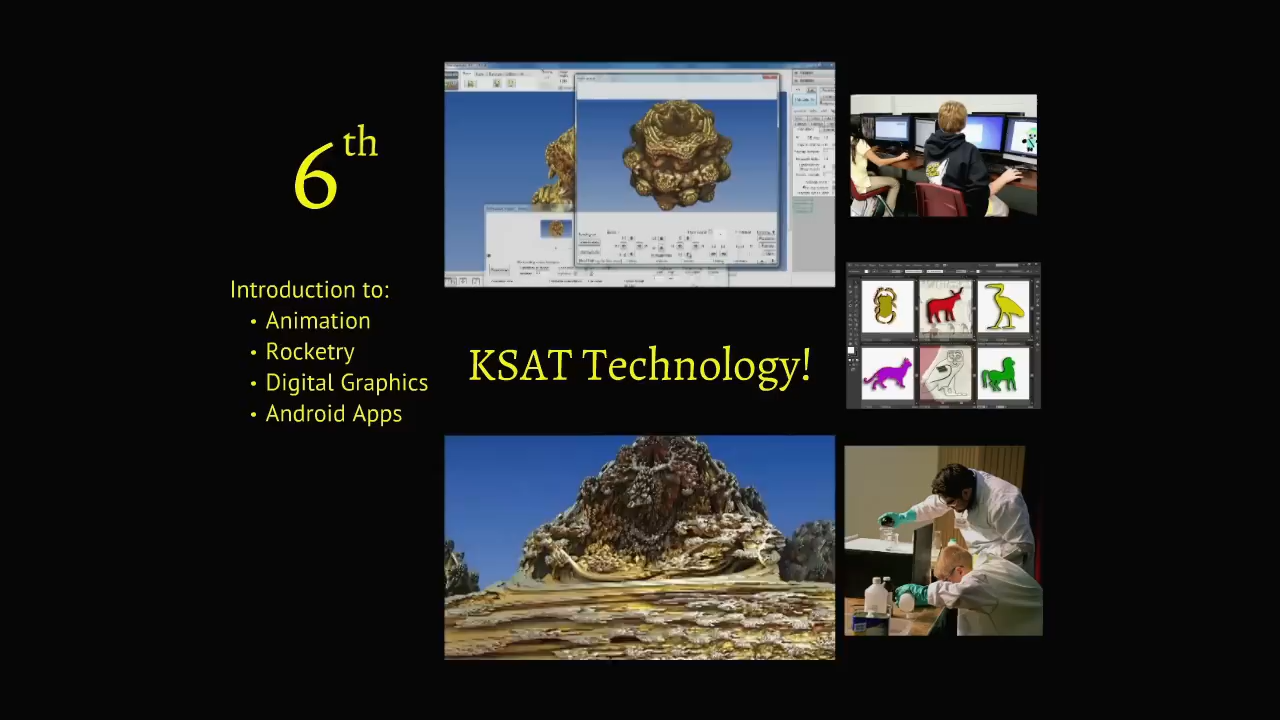 6th
Introduction to:
• Animation
• Rocketry
• Digital Graphics
• Android Apps
KSAT Technology!